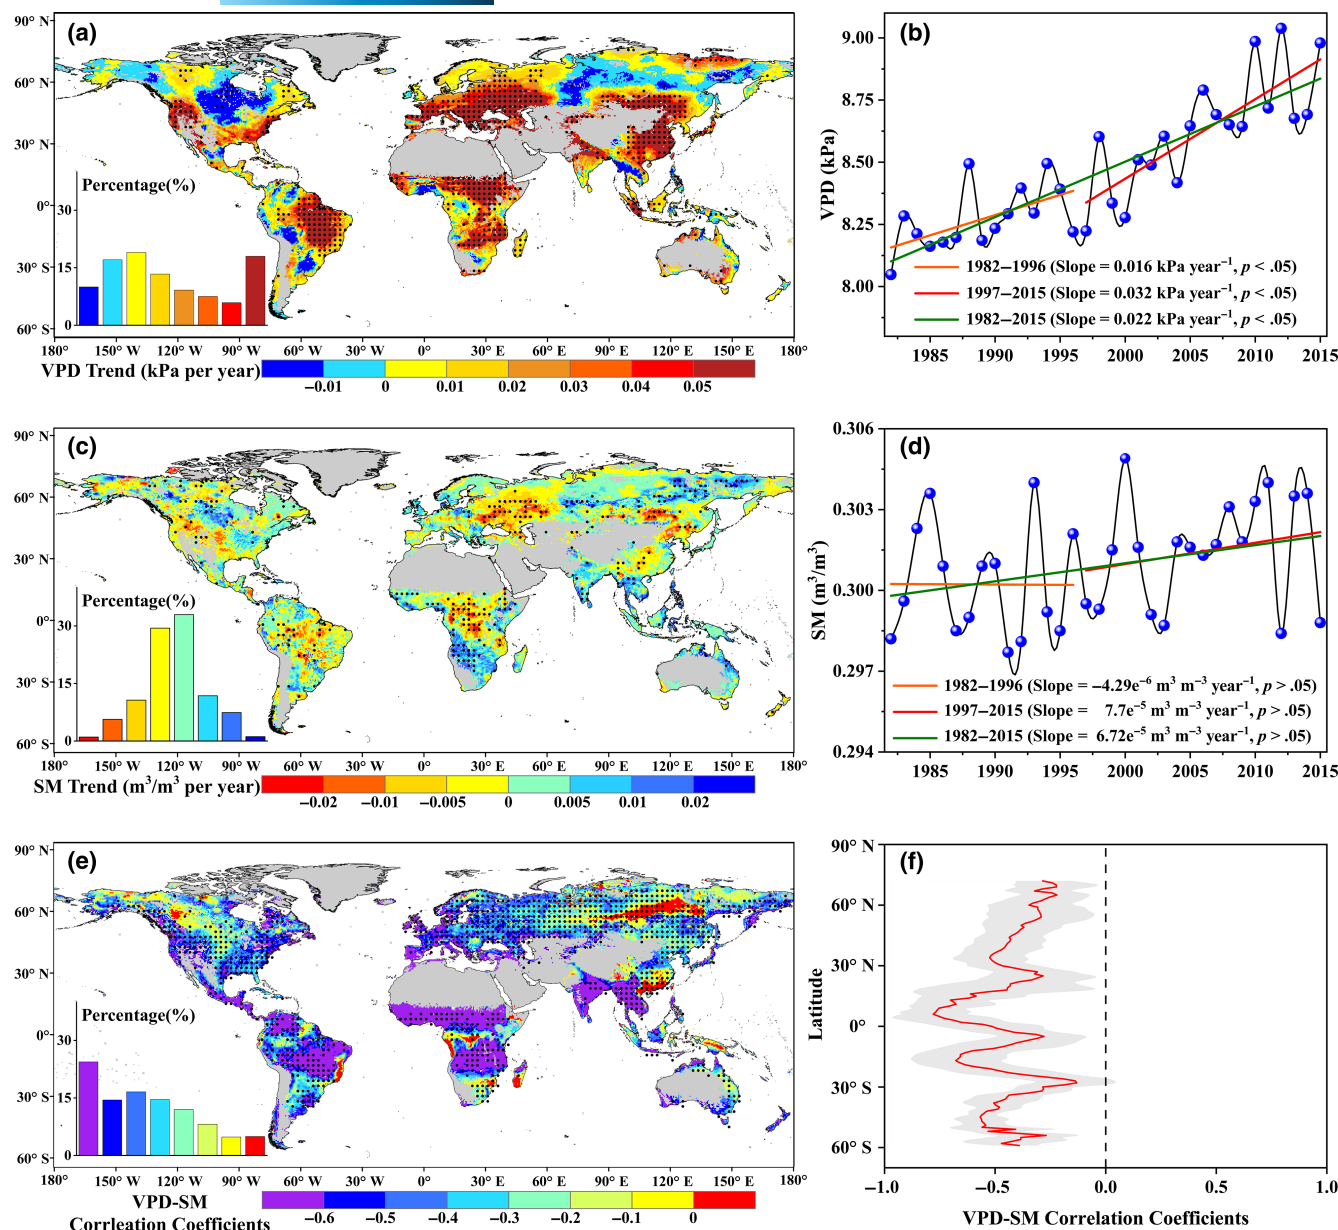 (a)
90° N
60° N
30° N
0°
30° S
60° S
Percentage(%)
30
15
0
180° 150° W 120° W 90° W 60° W 30° W 0° 30° E 60° E 90° E 120° E 150° E 180°
VPD Trend (kPa per year)
−0.01 0 0.01 0.02 0.03 0.04 0.05
(b)
VPD (kPa)
9.00
8.75
8.50
8.25
8.00
1982−1996 (Slope = 0.016 kPa year⁻¹, p < .05)
1997−2015 (Slope = 0.032 kPa year⁻¹, p < .05)
1982−2015 (Slope = 0.022 kPa year⁻¹, p < .05)
1985 1990 1995 2000 2005 2010 2015
(c)
90° N
60° N
30° N
0°
30° S
60° S
Percentage(%)
30
15
0
180° 150° W 120° W 90° W 60° W 30° W 0° 30° E 60° E 90° E 120° E 150° E 180°
SM Trend (m³/m³ per year)
−0.02 −0.01 −0.005 0 0.005 0.01 0.02
(d)
SM (m³/m³)
0.306
0.303
0.300
0.297
0.294
1982−1996 (Slope = −4.29e⁻⁶ m³ m⁻³ year⁻¹, p > .05)
1997−2015 (Slope = 7.7e⁻⁵ m³ m⁻³ year⁻¹, p > .05)
1982−2015 (Slope = 6.72e⁻⁵ m³ m⁻³ year⁻¹, p > .05)
1985 1990 1995 2000 2005 2010 2015
(e)
90° N
60° N
30° N
0°
30° S
60° S
Percentage(%)
30
15
0
180° 150° W 120° W 90° W 60° W 30° W 0° 30° E 60° E 90° E 120° E 150° E 180°
VPD-SM
Corrleation Coefficients
−0.6 −0.5 −0.4 −0.3 −0.2 −0.1 0
(f)
Latitude
90° N
60° N
30° N
0°
30° S
60° S
−1.0 −0.5 0.0 0.5 1.0
VPD-SM Correlation Coefficients